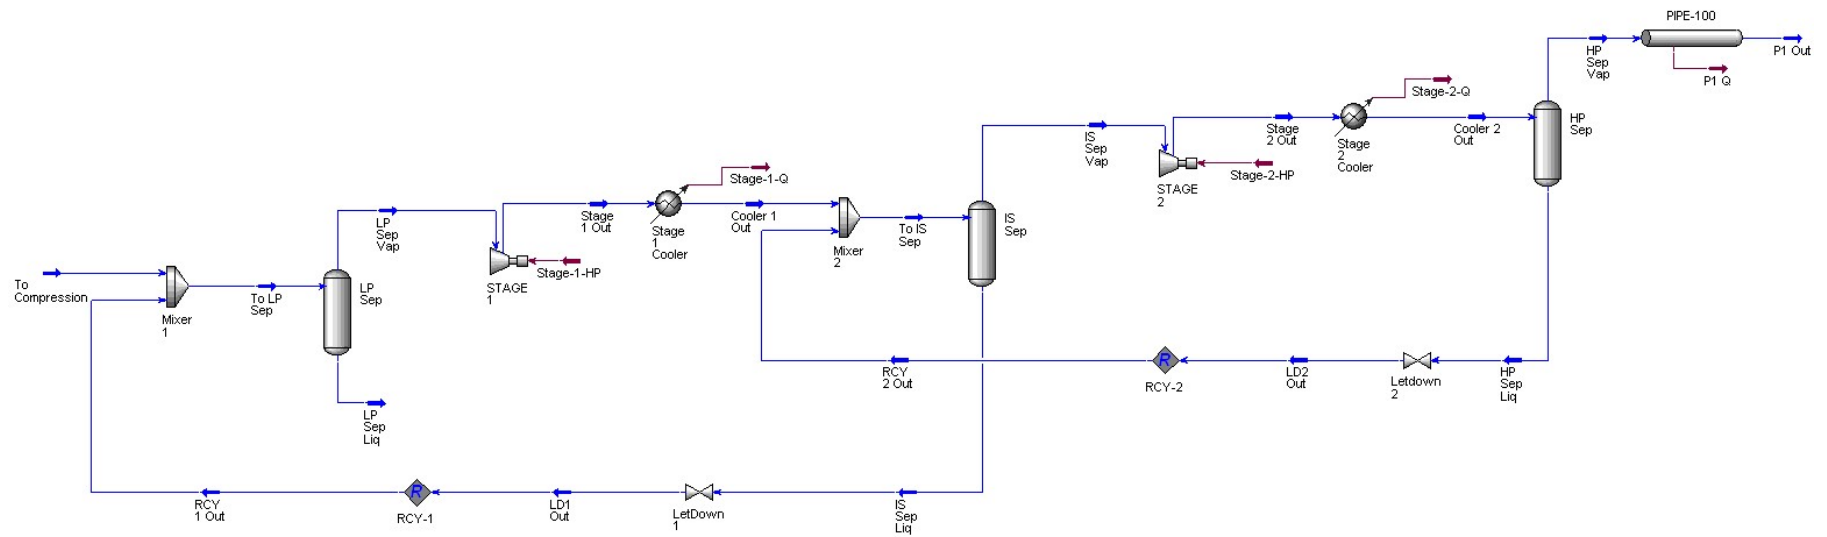 PIPE-100
HP
Sep
Vap
P1 Out
P1 Q
Stage-2-Q
Stage
2 Out
Stage
2
Cooler
Cooler 2
Out
HP
Sep
IS
Sep
Vap
STAGE
2
Stage-2-HP
Stage-1-Q
Stage
1 Out
Stage
1
Cooler
Cooler 1
Out
Mixer
2
To IS
Sep
IS
Sep
LP
Sep
Vap
STAGE
1
Stage-1-HP
To
Compression
Mixer
1
To LP
Sep
LP
Sep
LP
Sep
Liq
RCY
2 Out
R
RCY-2
LD2
Out
Letdown
2
HP
Sep
Liq
RCY
1 Out
R
RCY-1
LD1
Out
LetDown
1
IS
Sep
Liq